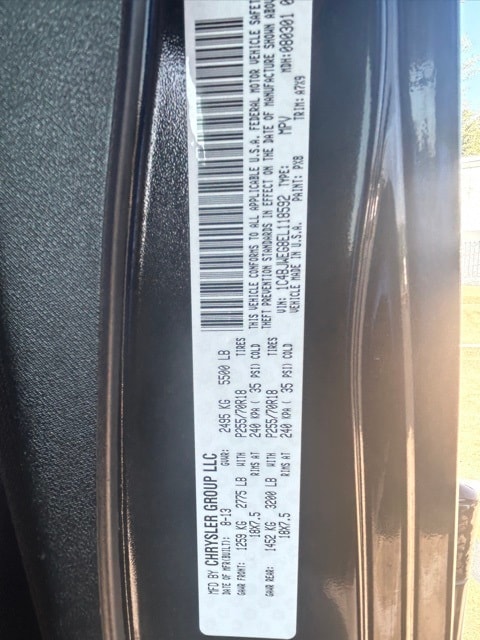 MFD BY CHRYSLER GROUP LLC
DATE OF MFR(BUILT): 8-13 GVWR: 2495 KG 5500 LB
GAWR FRONT: 1259 KG 2775 LB WITH P255/70R18 TIRES
18X7.5 RIMS AT 240 KPA ( 35 PSI) COLD
GAWR REAR: 1452 KG 3200 LB WITH P255/70R18 TIRES
18X7.5 RIMS AT 240 KPA ( 35 PSI) COLD
THIS VEHICLE CONFORMS TO ALL APPLICABLE U.S.A. FEDERAL MOTOR VEHICLE
THEFT PREVENTION STANDARDS IN EFFECT ON THE DATE OF MANUFACTURE SHOWN
VIN: 1C4BJWEG8EL118592 TYPE: MPV MDH: 080301
VEHICLE MADE IN U.S.A. PAINT: PX8 TRIM: A7X9